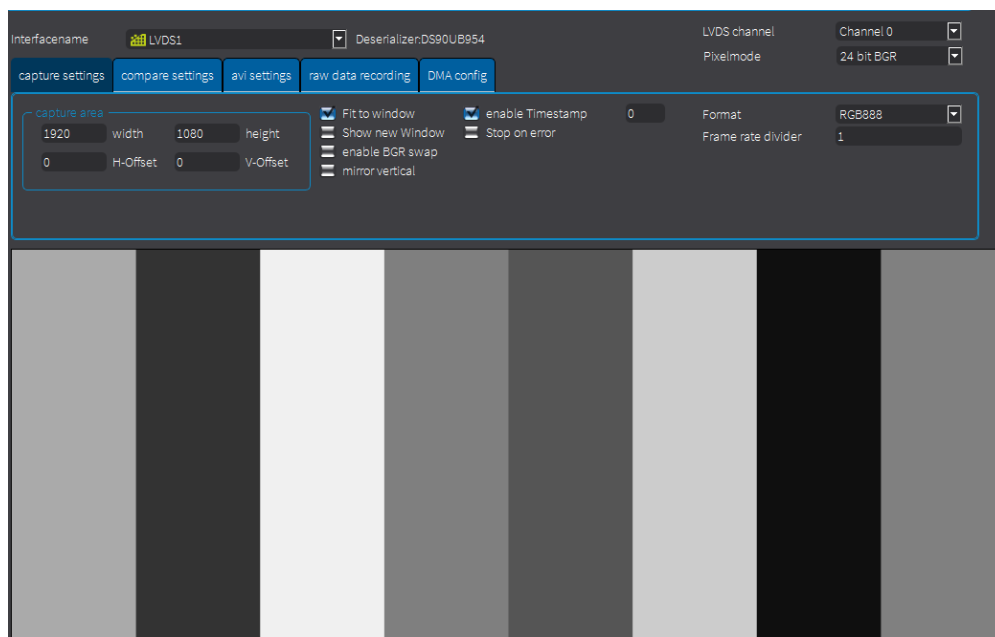 Interfacename LVDS1 Deserializer:DS90UB954 LVDS channel Channel 0
Pixelmode 24 bit BGR
capture settings compare settings avi settings raw data recording DMA config
capture area
1920 width 1080 height
0 H-Offset 0 V-Offset
Fit to window
Show new Window
enable BGR swap
mirror vertical
enable Timestamp 0
Stop on error
Format RGB888
Frame rate divider 1